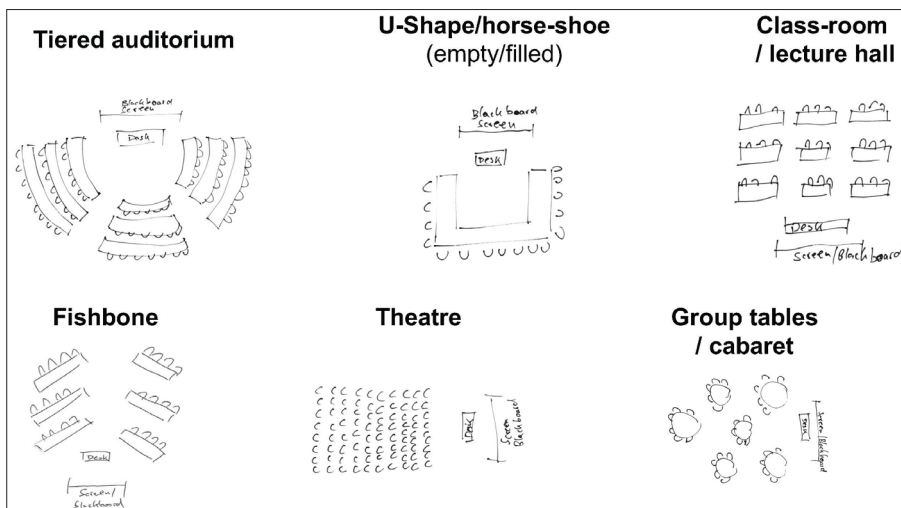 Tiered auditorium
Blackboard
Screen
Desk
U-Shape/horse-shoe
(empty/filled)
Blackboard
Screen
Desk
Class-room
/ lecture hall
Desk
Screen/Blackboard
Fishbone
Desk
Screen/
Blackboard
Theatre
Desk
Screen
Blackboard
Group tables
/ cabaret
Desk
Screen/Blackboard